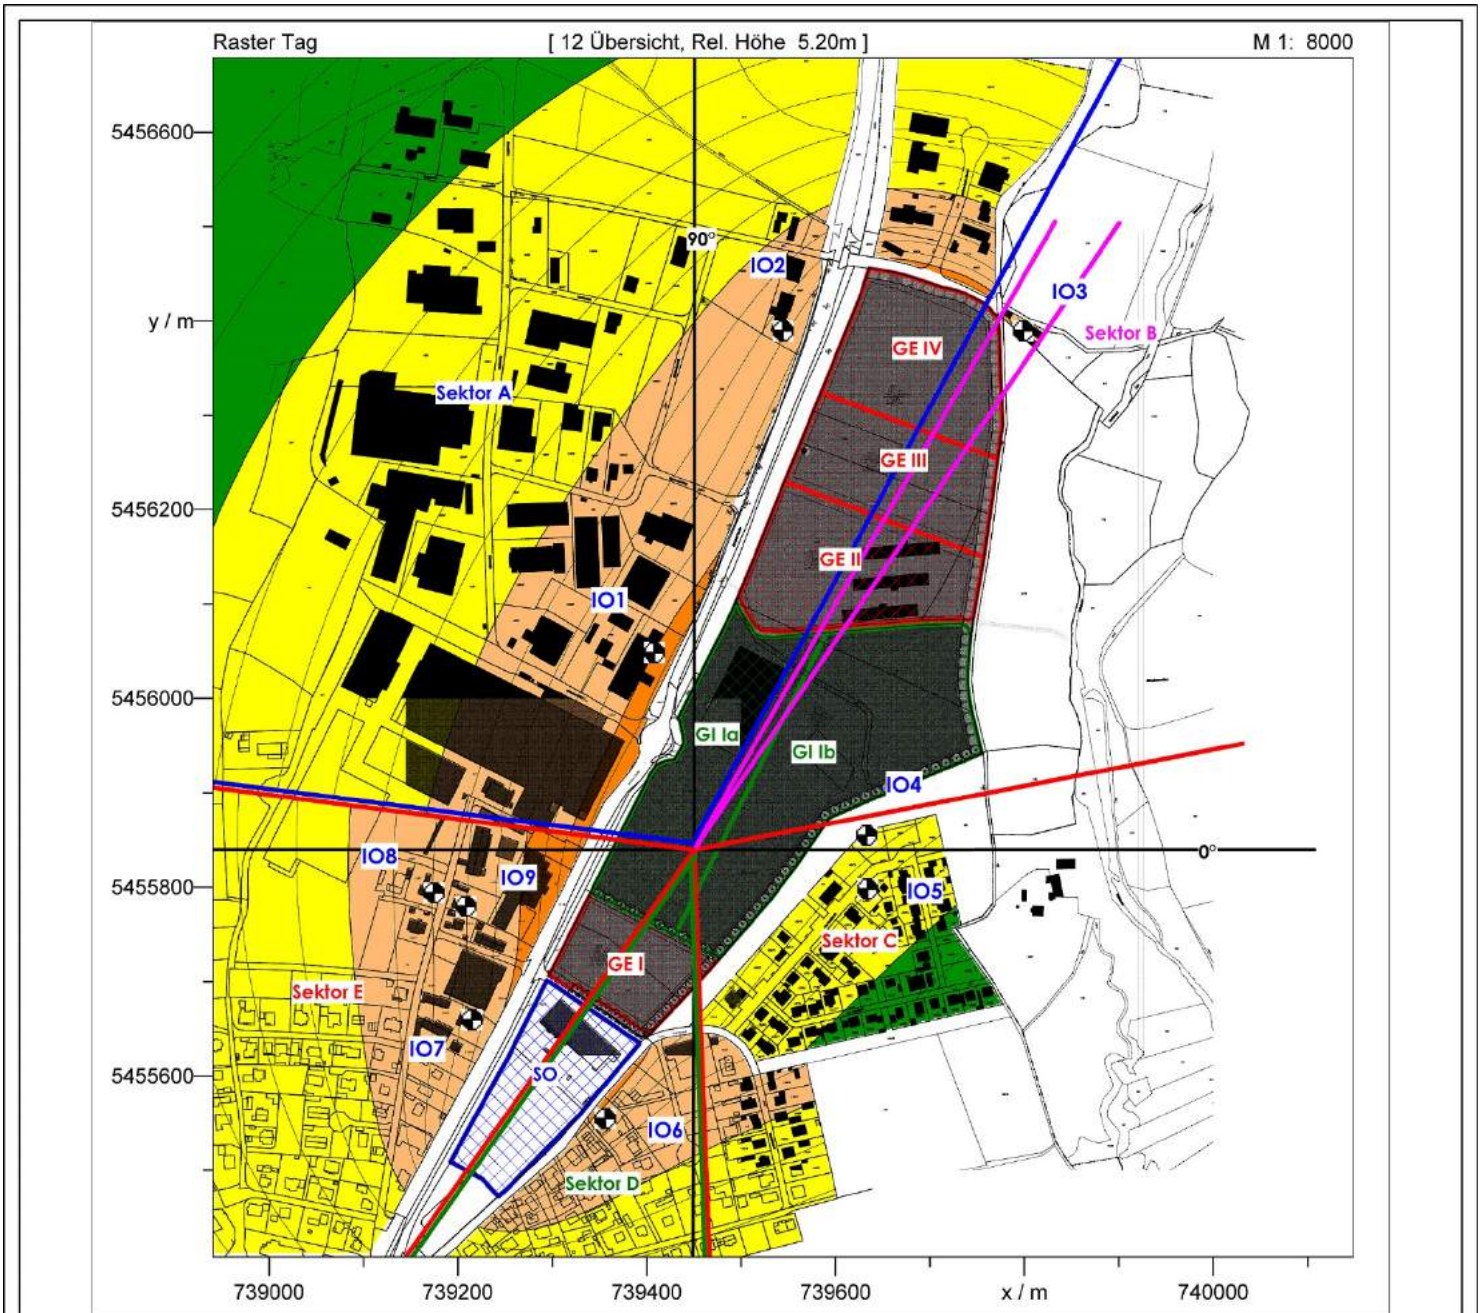 Raster Tag [ 12 Übersicht, Rel. Höhe 5.20m ] M 1: 8000
5456600
90°
IO2
IO3
y / m
Sektor B
GE IV
Sektor A
GE III
5456200
GE II
IO1
5456000
GI Ia
GI Ib
IO4
IO8
0°
IO9
5455800
IO5
Sektor C
GE I
Sektor E
IO7
SO
5455600
IO6
Sektor D
739000 739200 739400 739600 x / m 740000